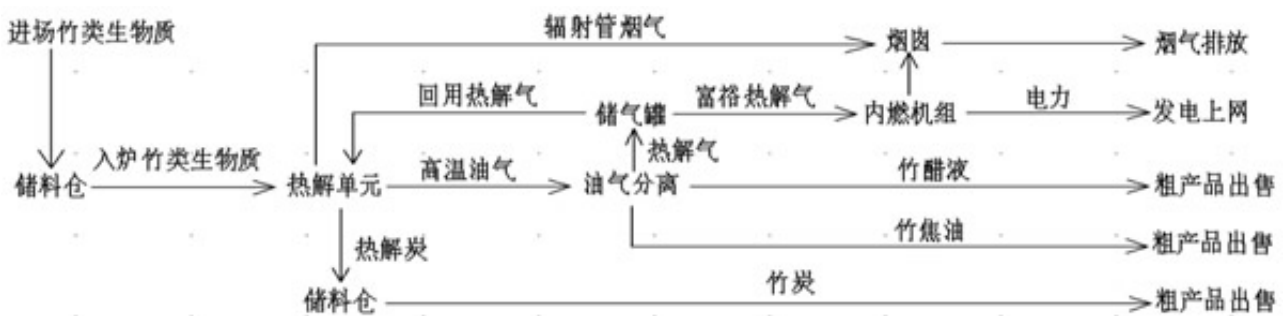 进场竹类生物质
辐射管烟气
烟囱
烟气排放
回用热解气
储气罐
富裕热解气
内燃机组
电力
发电上网
热解气
储料仓
入炉竹类生物质
热解单元
高温油气
油气分离
竹醋液
粗产品出售
竹焦油
粗产品出售
热解炭
储料仓
竹炭
粗产品出售